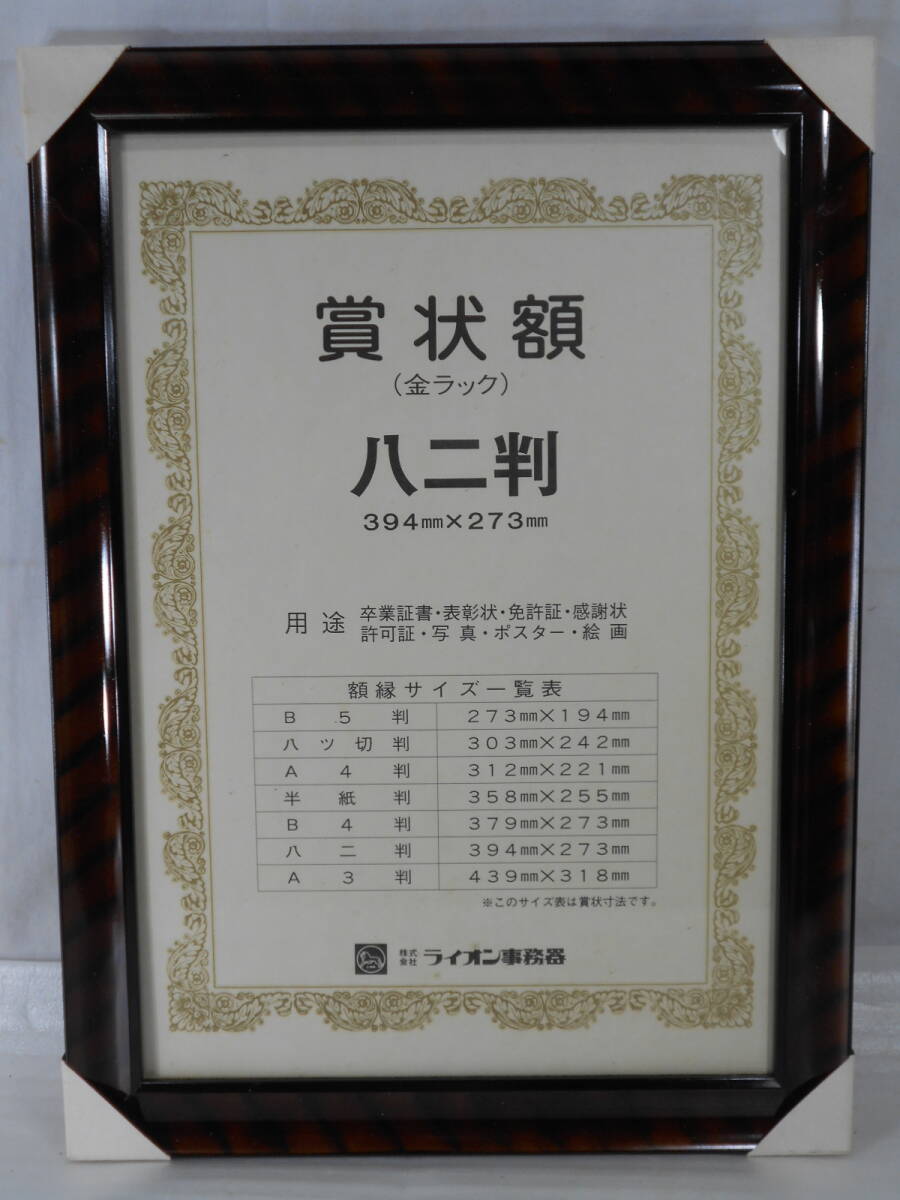 賞状額
（金ラック）
八二判
394㎜×273㎜
用途 卒業証書・表彰状・免許証・感謝状
許可証・写 真・ポスター・絵 画
額縁サイズ一覧表
B 5 判 273㎜×194㎜
八ッ切判 303㎜×242㎜
A 4 判 312㎜×221㎜
半紙判 358㎜×255㎜
B 4 判 379㎜×273㎜
八二判 394㎜×273㎜
A 3 判 439㎜×318㎜
※このサイズ表は賞状寸法です。
株式会社 ライオン事務器